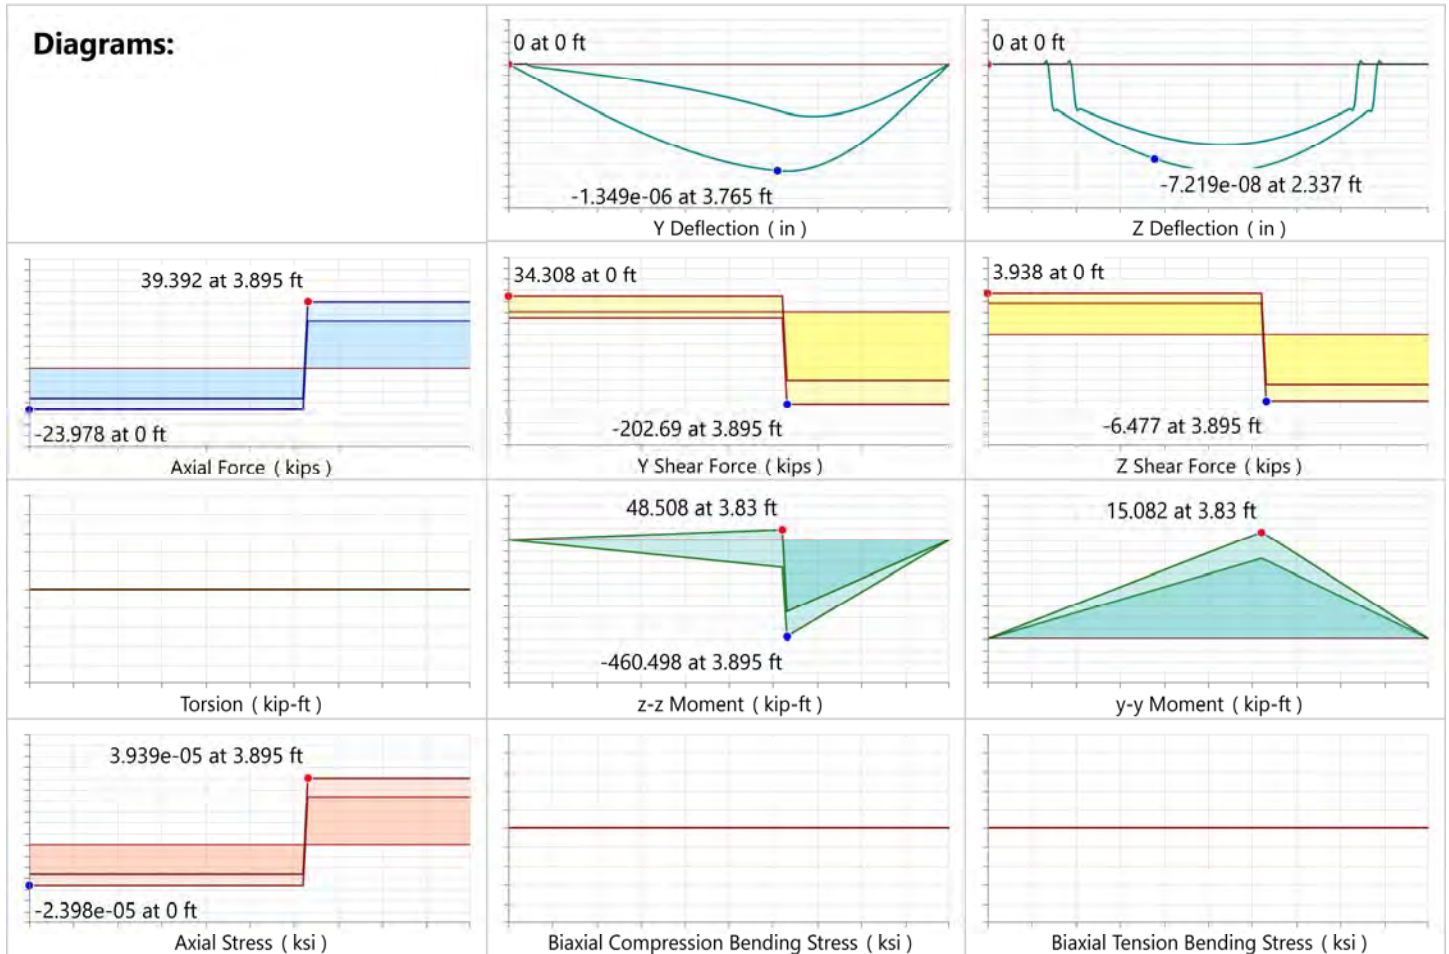 Diagrams:
0 at 0 ft
-1.349e-06 at 3.765 ft
Y Deflection ( in )
0 at 0 ft
-7.219e-08 at 2.337 ft
Z Deflection ( in )
39.392 at 3.895 ft
-23.978 at 0 ft
Axial Force ( kips )
34.308 at 0 ft
-202.69 at 3.895 ft
Y Shear Force ( kips )
3.938 at 0 ft
-6.477 at 3.895 ft
Z Shear Force ( kips )
Torsion ( kip-ft )
48.508 at 3.83 ft
-460.498 at 3.895 ft
z-z Moment ( kip-ft )
15.082 at 3.83 ft
y-y Moment ( kip-ft )
3.939e-05 at 3.895 ft
-2.398e-05 at 0 ft
Axial Stress ( ksi )
Biaxial Compression Bending Stress ( ksi )
Biaxial Tension Bending Stress ( ksi )